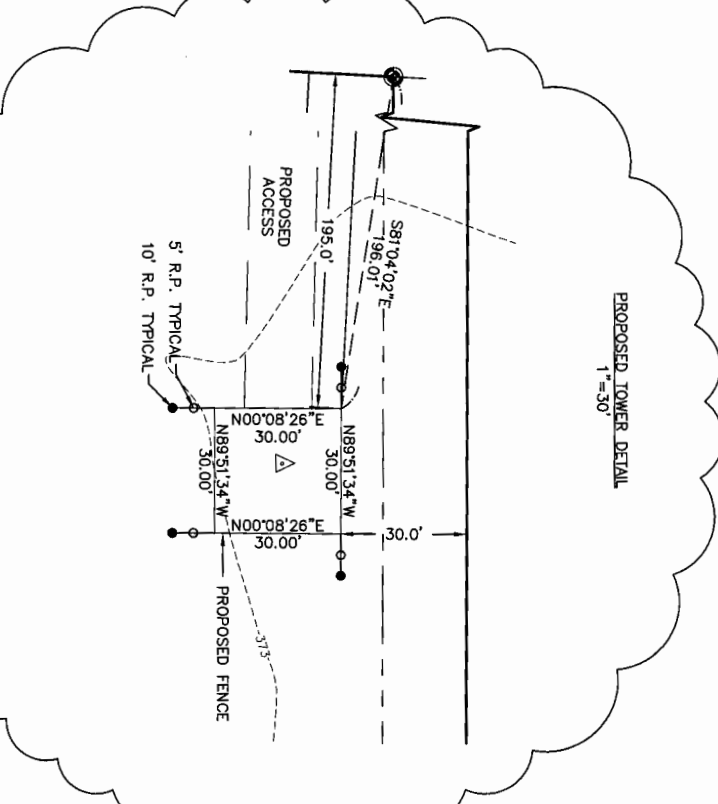 PROPOSED TOWER DETAIL
1"=30'
S81°04'02"E
196.01'
195.0'
PROPOSED
ACCESS
5' R.P. TYPICAL
10' R.P. TYPICAL
N00°08'26"E
30.00'
N89°51'34"W
30.00'
N89°51'34"W
30.00'
N00°08'26"E
30.00'
30.0'
PROPOSED FENCE
373